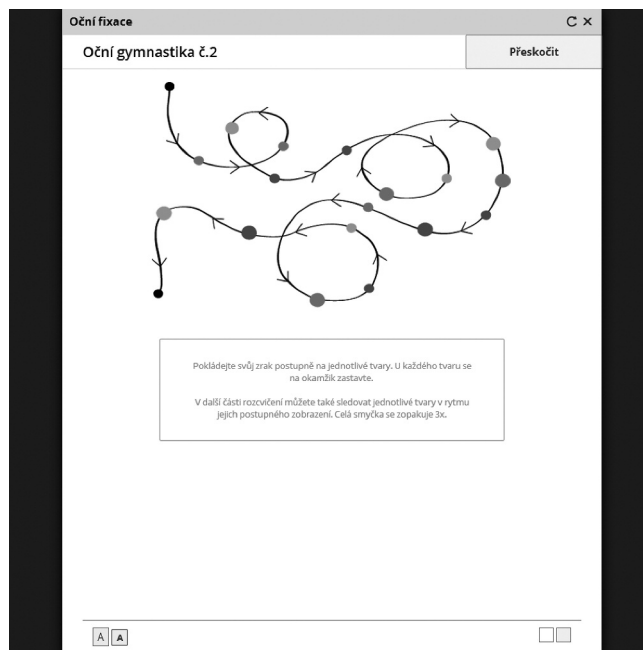 Oční fixace
Oční gymnastika č.2
Přeskočit
Pokládejte svůj zrak postupně na jednotlivé tvary. U každého tvaru se
na okamžik zastavte.
V další části rozcvičení můžete také sledovat jednotlivé tvary v rytmu
jejich postupného zobrazení. Celá smyčka se zopakuje 3x.
A A